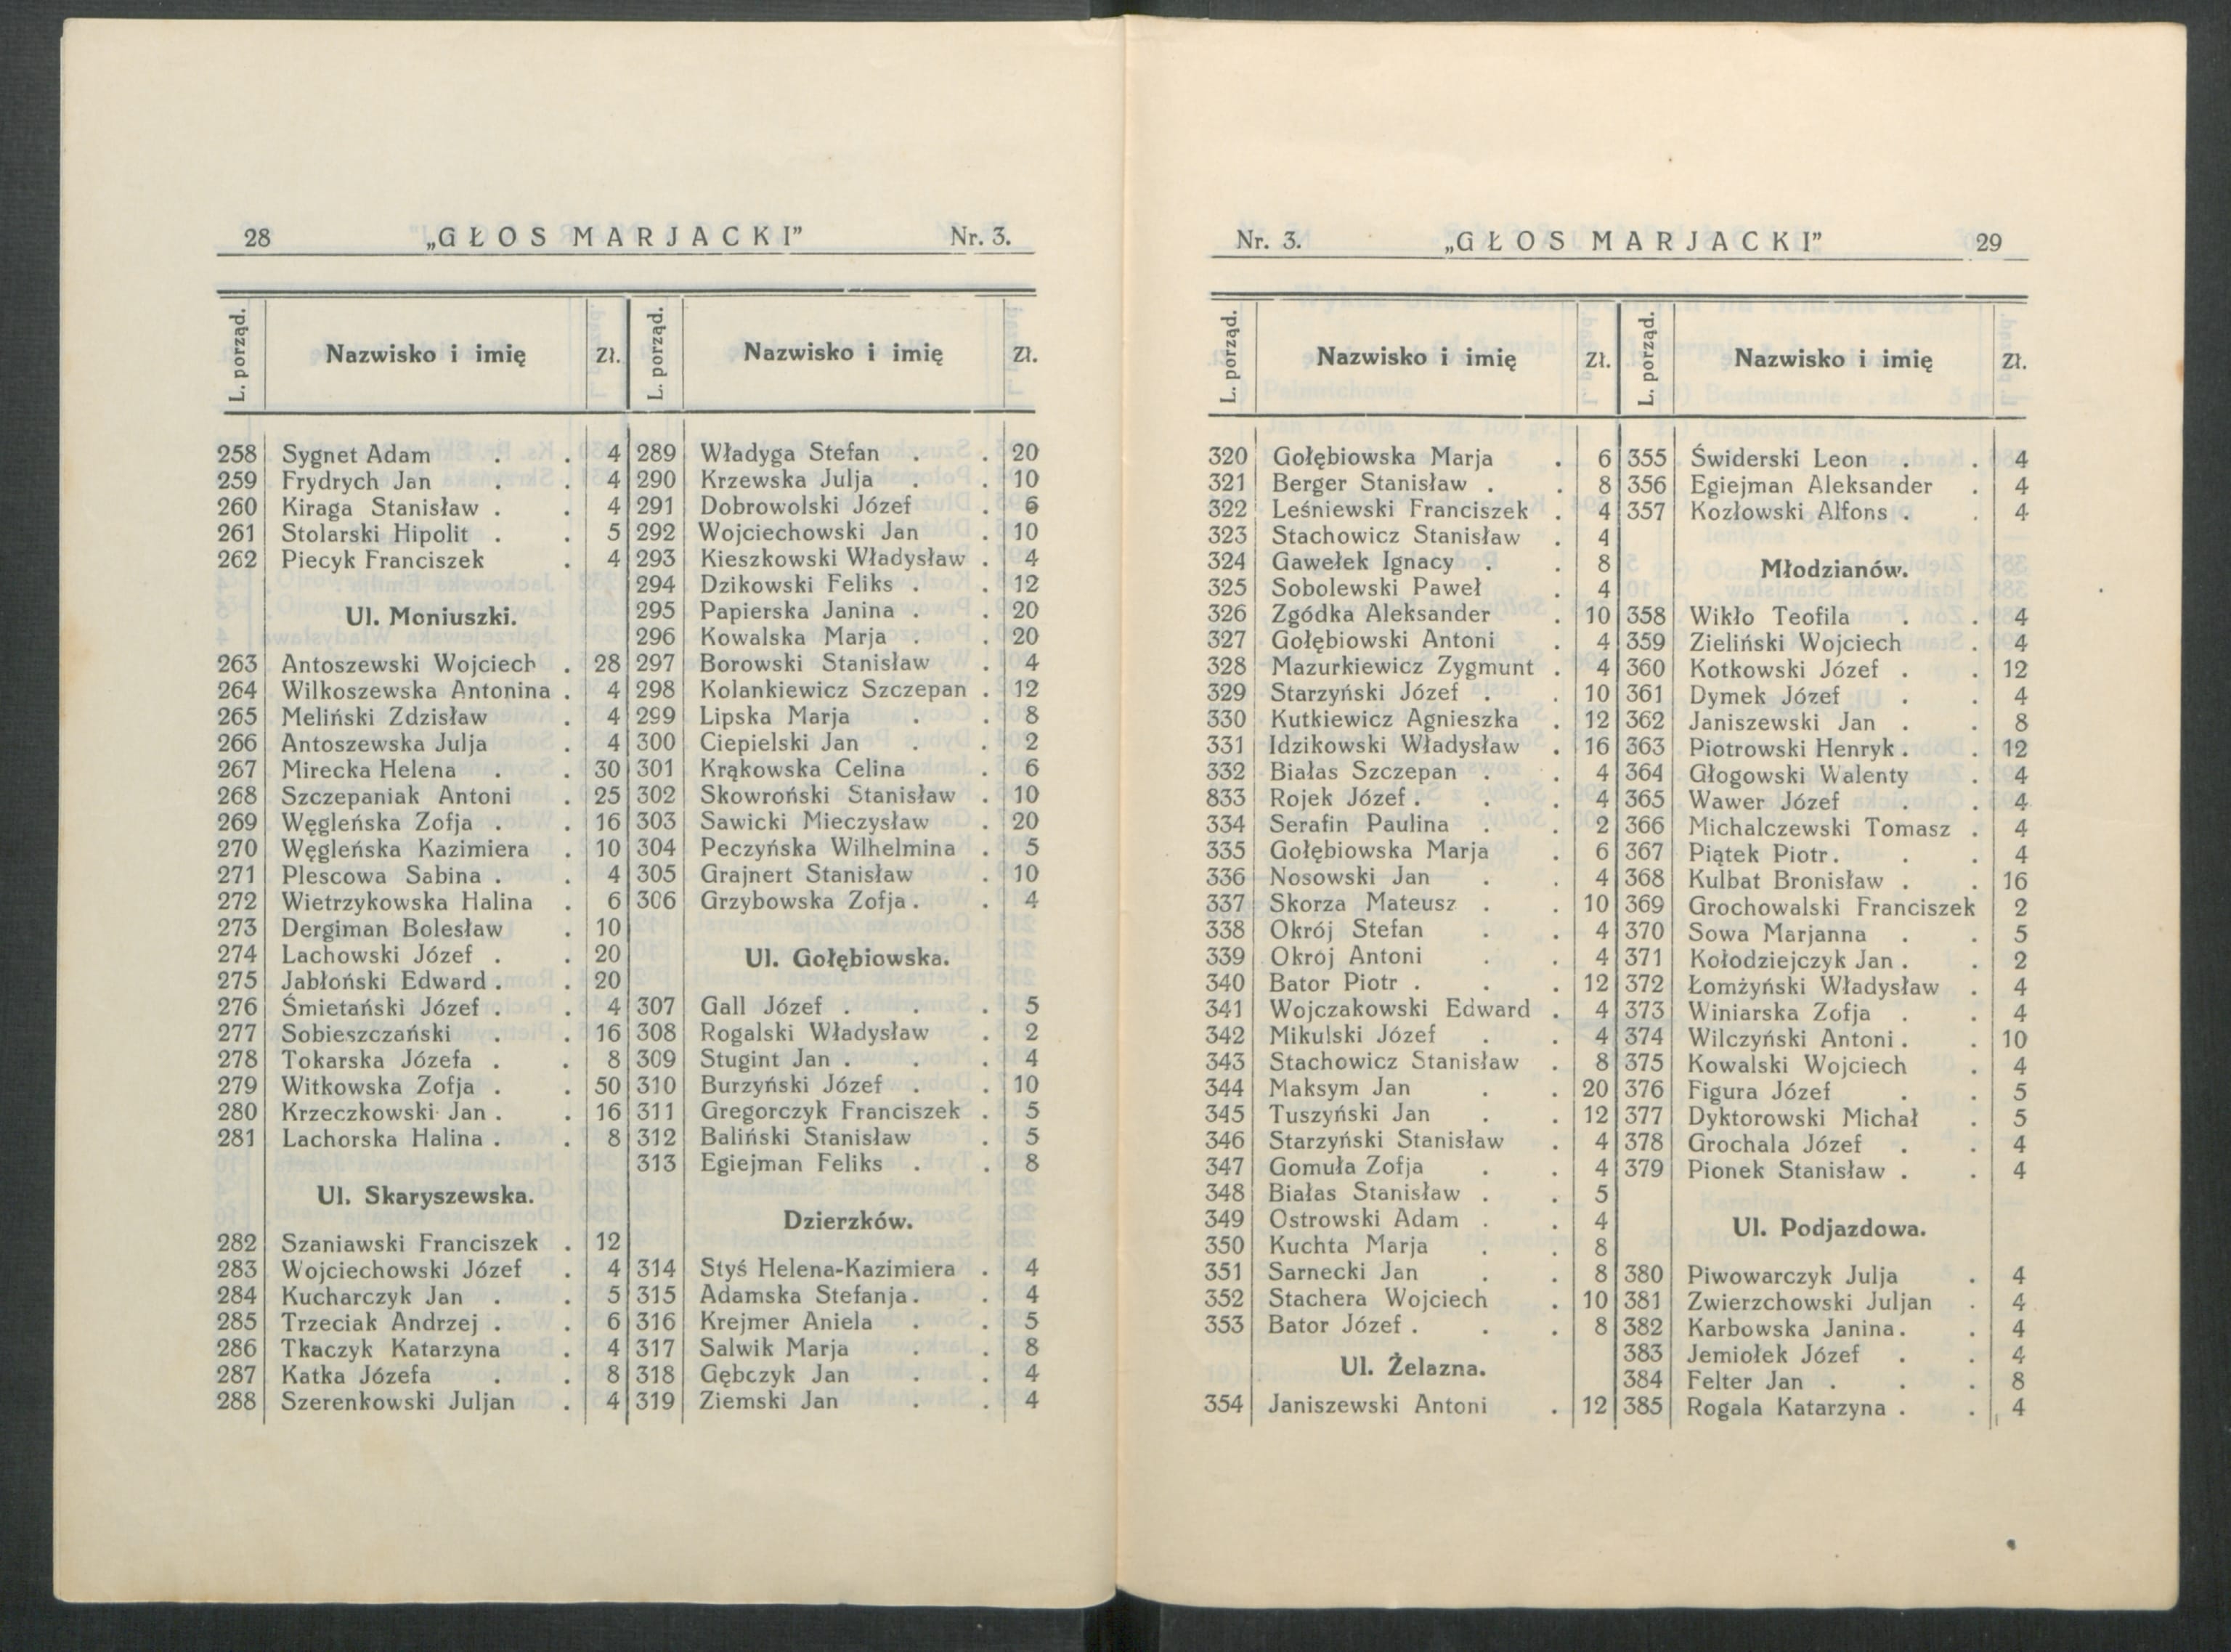 28 „GŁOS MARJACKI” Nr. 3.
L. porząd. Nazwisko i imię Zł.
258 Sygnet Adam . . 4
259 Frydrych Jan . . 4
260 Kiraga Stanisław . . 4
261 Stolarski Hipolit . . 5
262 Piecyk Franciszek . 4
Ul. Moniuszki.
263 Antoszewski Wojciech . 28
264 Wilkoszewska Antonina . 4
265 Meliński Zdzisław . 4
266 Antoszewska Julja . 4
267 Mirecka Helena . . 30
268 Szczepaniak Antoni . 25
269 Węgleńska Zofja . . 16
270 Węgleńska Kazimiera . 10
271 Plescowa Sabina . . 4
272 Wietrzykowska Halina . 6
273 Dergiman Bolesław . 10
274 Lachowski Józef . . 20
275 Jabłoński Edward . . 20
276 Śmietański Józef . . 4
277 Sobieszczański . . 16
278 Tokarska Józefa . . 8
279 Witkowska Zofja . . 50
280 Krzeczkowski Jan . . 16
281 Lachorska Halina . . 8
Ul. Skaryszewska.
282 Szaniawski Franciszek . 12
283 Wojciechowski Józef . 4
284 Kucharczyk Jan . . 5
285 Trzeciak Andrzej . . 6
286 Tkaczyk Katarzyna . 4
287 Katka Józefa . . 8
288 Szerenkowski Juljan . 4
L. porząd. Nazwisko i imię Zł.
289 Władyga Stefan . . 20
290 Krzewska Julja . . 10
291 Dobrowolski Józef . 6
292 Wojciechowski Jan . 10
293 Kieszkowski Władysław . 4
294 Dzikowski Feliks . . 12
295 Papierska Janina . . 20
296 Kowalska Marja . . 20
297 Borowski Stanisław . 4
298 Kolankiewicz Szczepan . 12
299 Lipska Marja . . 8
300 Ciepielski Jan . . 2
301 Krąkowska Celina . 6
302 Skowroński Stanisław . 10
303 Sawicki Mieczysław . 20
304 Peczyńska Wilhelmina . 5
305 Grajnert Stanisław . 10
306 Grzybowska Zofja . . 4
Ul. Gołębiowska.
307 Gall Józef . . . 5
308 Rogalski Władysław . 2
309 Stugint Jan . . . 4
310 Burzyński Józef . . 10
311 Gregorczyk Franciszek . 5
312 Baliński Stanisław . 5
313 Egiejman Feliks . . 8
Dzierzków.
314 Styś Helena-Kazimiera . 4
315 Adamska Stefanja . . 4
316 Krejmer Aniela . . 5
317 Salwik Marja . . 8
318 Gębczyk Jan . . 4
319 Ziemski Jan . . 4
Nr. 3. „GŁOS MARJACKI” 29
L. porząd. Nazwisko i imię Zł.
320 Gołębiowska Marja . 6
321 Berger Stanisław . . 8
322 Leśniewski Franciszek . 4
323 Stachowicz Stanisław . 4
324 Gawełek Ignacy . . 8
325 Sobolewski Paweł . 4
326 Zgódka Aleksander . 10
327 Gołębiowski Antoni . 4
328 Mazurkiewicz Zygmunt . 4
329 Starzyński Józef . . 10
330 Kutkiewicz Agnieszka . 12
331 Idzikowski Władysław . 16
332 Białas Szczepan . . 4
833 Rojek Józef . . . 4
334 Serafin Paulina . . 2
335 Gołębiowska Marja . 6
336 Nosowski Jan . . 4
337 Skorza Mateusz . . 10
338 Okrój Stefan . . 4
339 Okrój Antoni . . 4
340 Bator Piotr . . . 12
341 Wojczakowski Edward . 4
342 Mikulski Józef . . 4
343 Stachowicz Stanisław . 8
344 Maksym Jan . . 20
345 Tuszyński Jan . . 12
346 Starzyński Stanisław . 4
347 Gomuła Zofja . . 4
348 Białas Stanisław . . 5
349 Ostrowski Adam . . 4
350 Kuchta Marja . . 8
351 Sarnecki Jan . . 8
352 Stachera Wojciech . 10
353 Bator Józef . . . 8
Ul. Żelazna.
354 Janiszewski Antoni . 12
L. porząd. Nazwisko i imię Zł.
355 Świderski Leon . . 4
356 Egiejman Aleksander . 4
357 Kozłowski Alfons . . 4
Młodzianów.
358 Wikło Teofila . . 4
359 Zieliński Wojciech . 4
360 Kotkowski Józef . . 12
361 Dymek Józef . . 4
362 Janiszewski Jan . . 8
363 Piotrowski Henryk . . 12
364 Głogowski Walenty . 4
365 Wawer Józef . . 4
366 Michalczewski Tomasz . 4
367 Piątek Piotr . . . 4
368 Kulbat Bronisław . . 16
369 Grochowalski Franciszek 2
370 Sowa Marjanna . . 5
371 Kołodziejczyk Jan . . 2
372 Łomżyński Władysław . 4
373 Winiarska Zofja . . 4
374 Wilczyński Antoni . . 10
375 Kowalski Wojciech . 4
376 Figura Józef . . 5
377 Dyktorowski Michał . 5
378 Grochala Józef . . 4
379 Pionek Stanisław . . 4
Ul. Podjazdowa.
380 Piwowarczyk Julja . 4
381 Zwierzchowski Juljan . 4
382 Karbowska Janina . . 4
383 Jemiołek Józef . . 4
384 Felter Jan . . . 8
385 Rogala Katarzyna . . 4